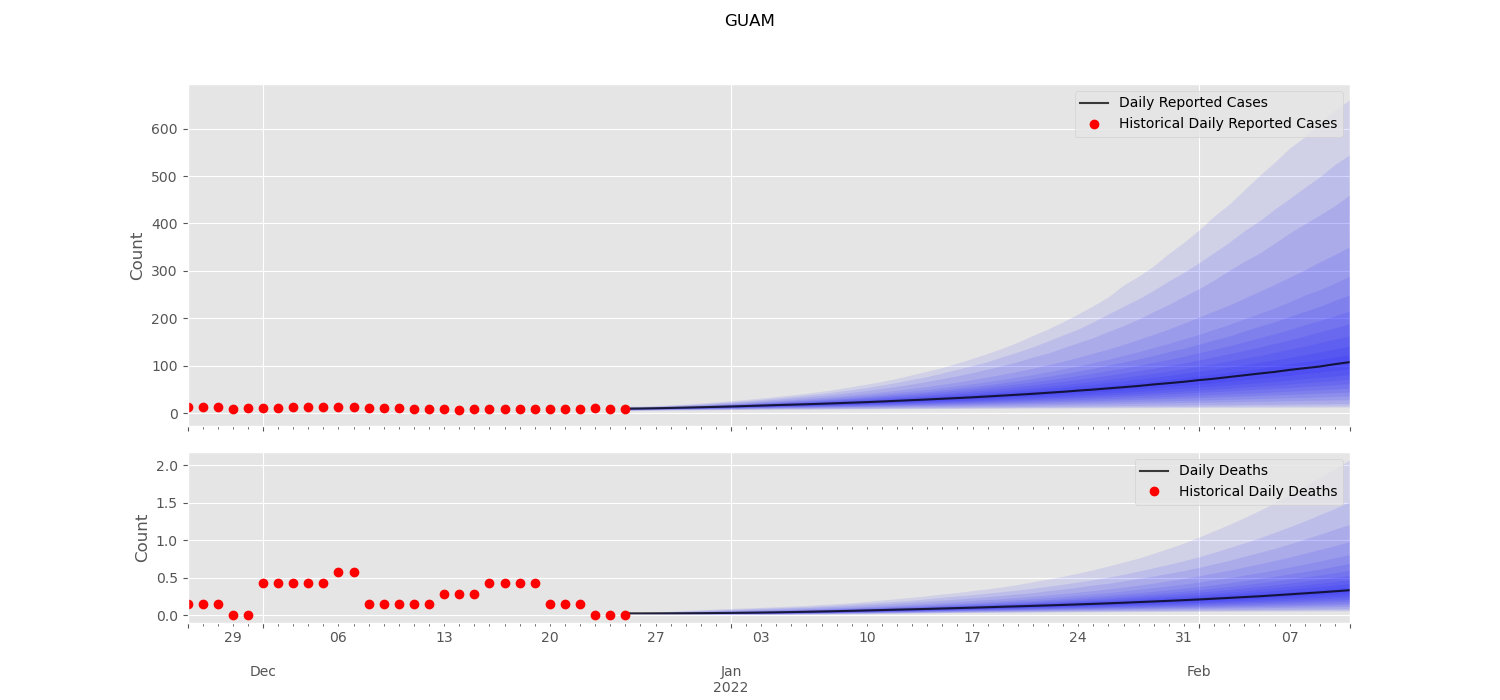 GUAM
Daily Reported Cases
Historical Daily Reported Cases
600
500
400
300
200
100
0
Count
Daily Deaths
Historical Daily Deaths
2.0
1.5
1.0
0.5
0.0
Count
29 06 13 20 27 03 10 17 24 31 07
Dec Jan Feb
2022